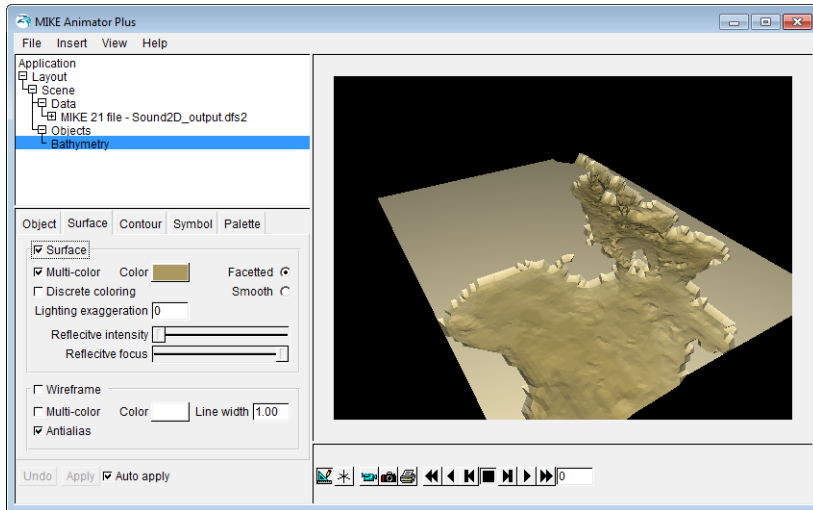 MIKE Animator Plus
File Insert View Help
Application
Layout
Scene
Data
MIKE 21 file - Sound2D_output.dfs2
Objects
Bathymetry
Object Surface Contour Symbol Palette
Surface
Multi-color Color Facetted
Discrete coloring Smooth
Lighting exaggeration 0
Reflecitve intensity
Reflecitve focus
Wireframe
Multi-color Color Line width 1.00
Antialias
Undo Apply Auto apply
0